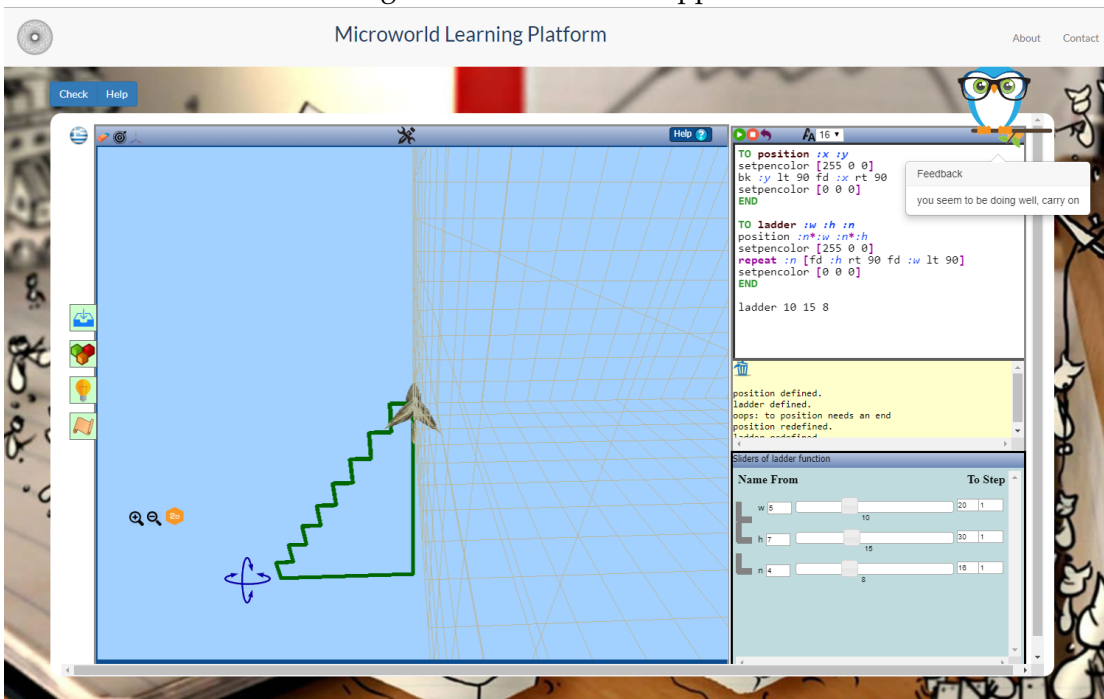 Microworld Learning Platform
About Contact
Check Help
Help ?
16
TO position :x :y
setpencolor [255 0 0]
bk :y lt 90 fd :x rt 90
setpencolor [0 0 0]
END
TO ladder :w :h :n
position :n*:w :n*:h
setpencolor [255 0 0]
repeat :n [fd :h rt 90 fd :w lt 90]
setpencolor [0 0 0]
END
ladder 10 15 8
Feedback
you seem to be doing well, carry on
position defined.
ladder defined.
oops: to position needs an end
position redefined.
ladder redefined
Sliders of ladder function
Name From To Step
w 5 20 1
10
h 7 30 1
15
n 4 16 1
8